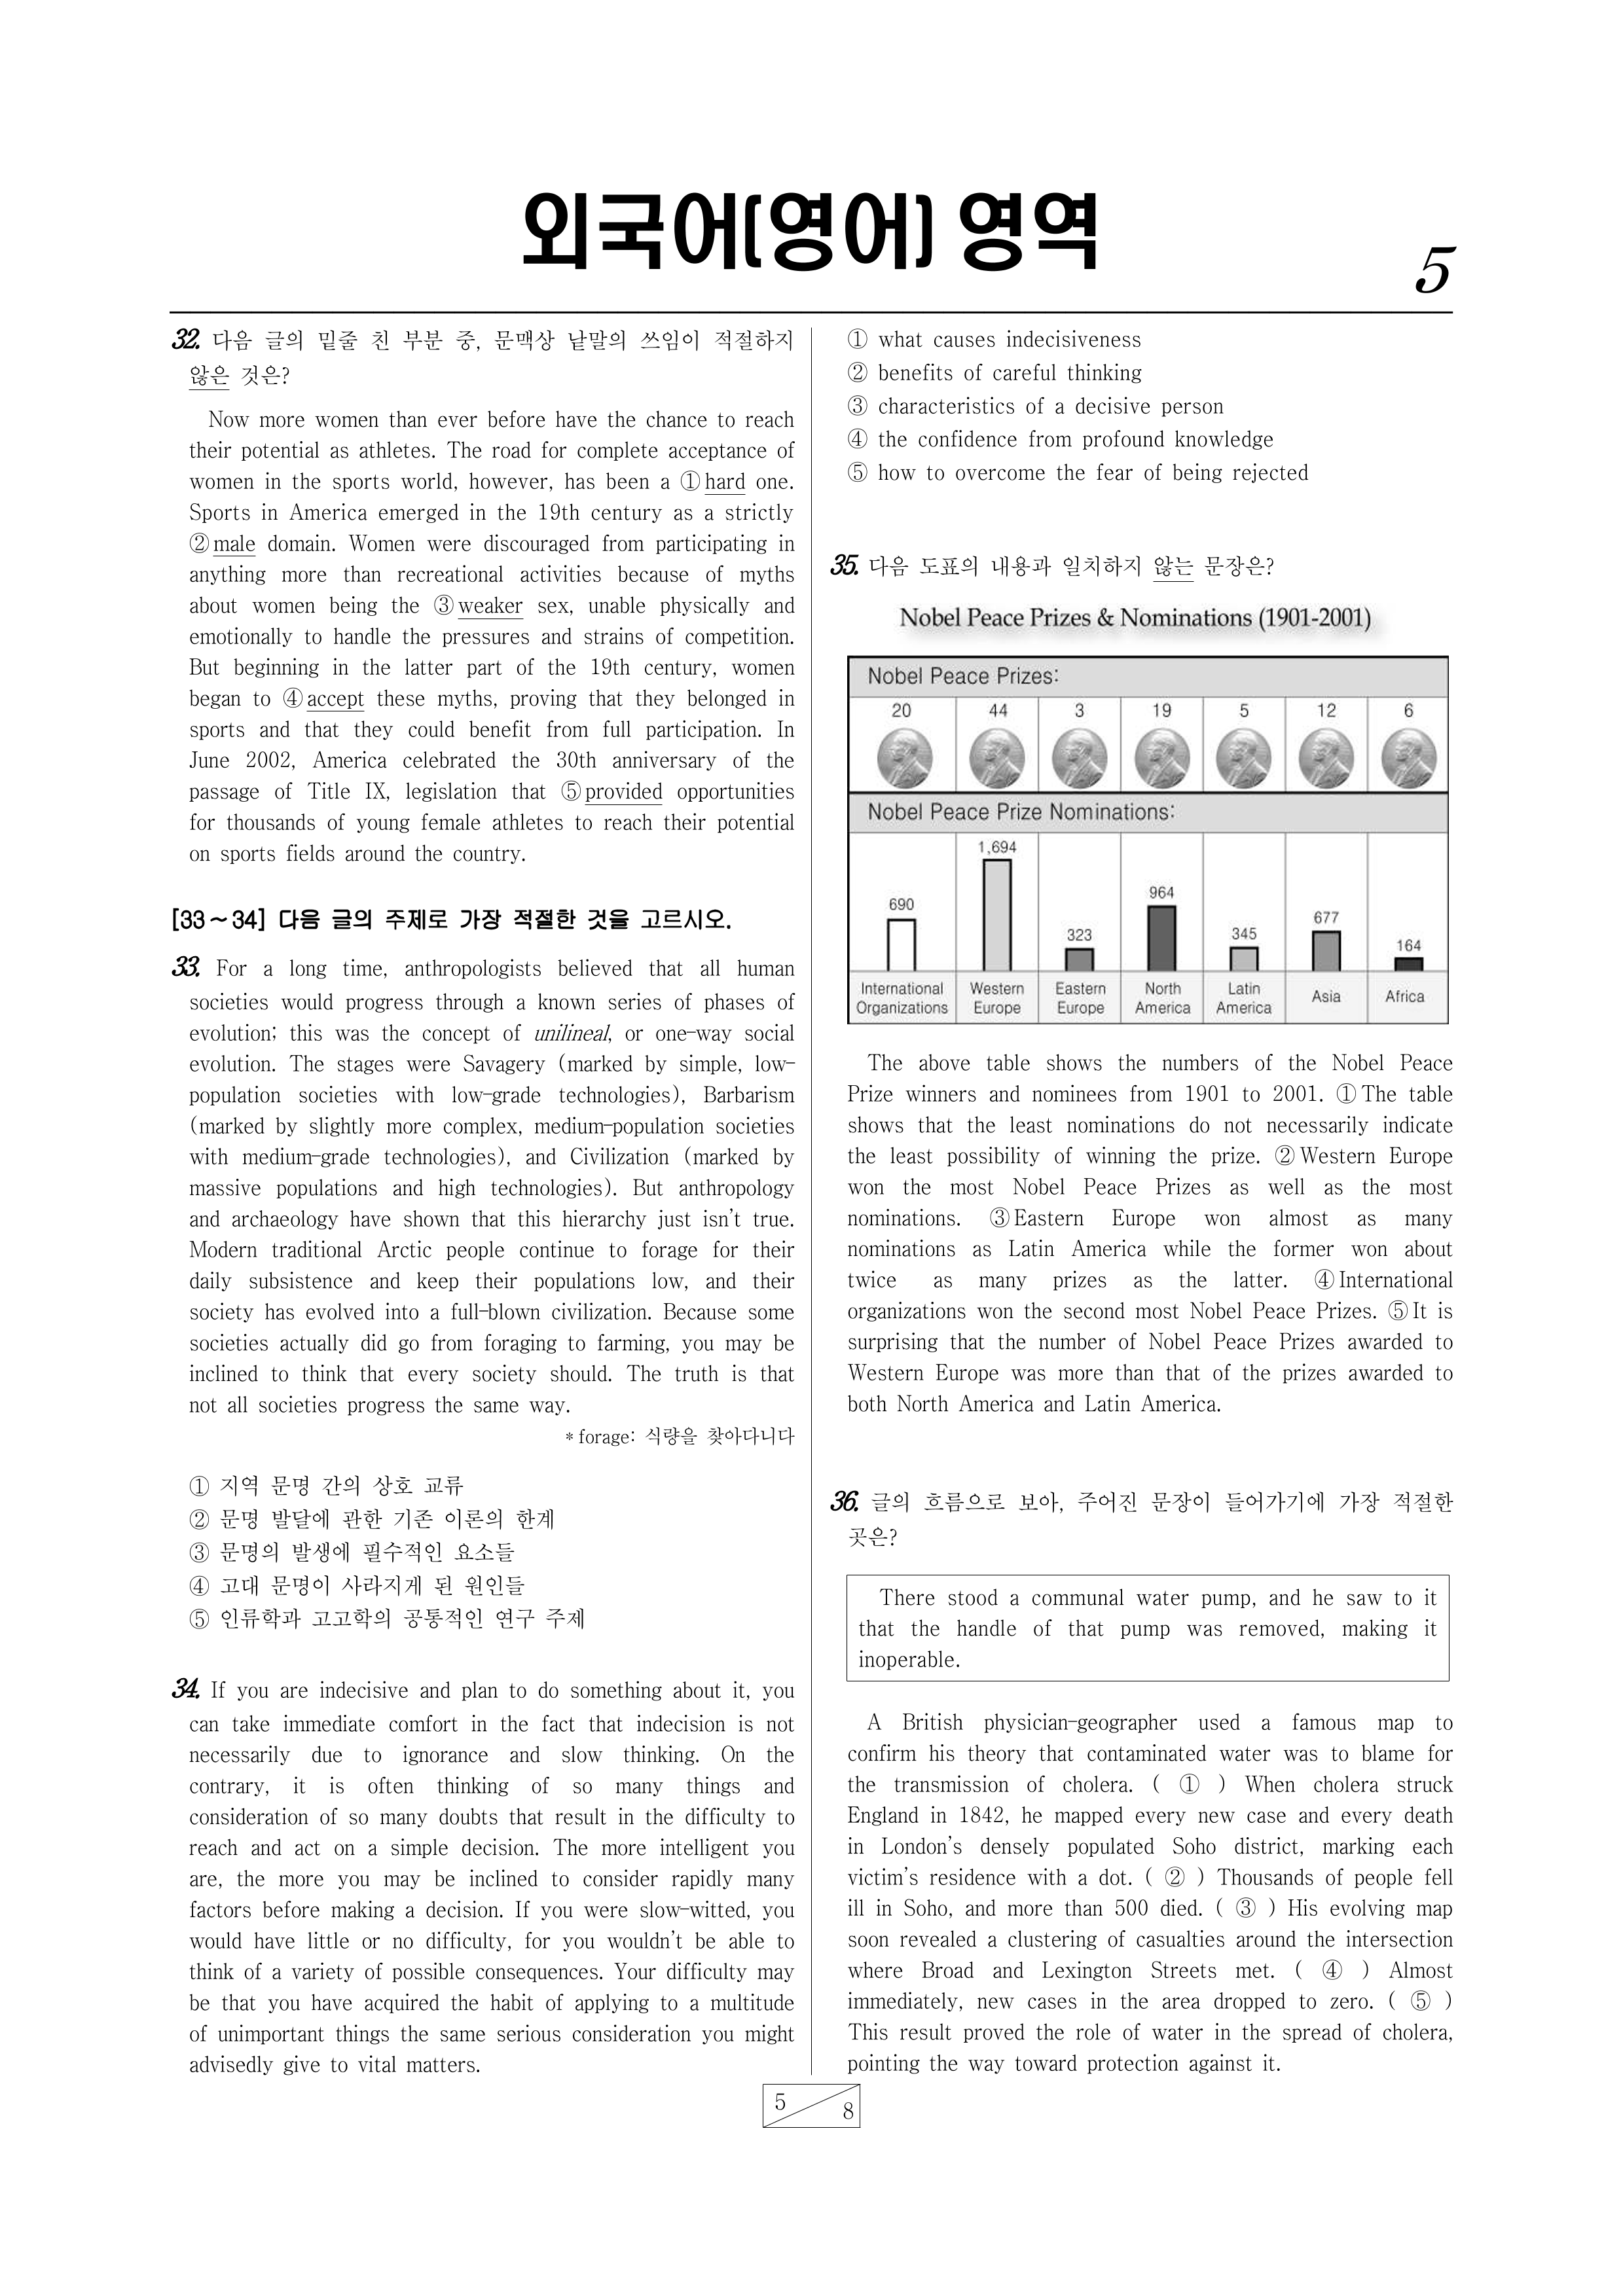 외국어(영어) 영역
5
32. 다음 글의 밑줄 친 부분 중, 문맥상 낱말의 쓰임이 적절하지
않은 것은?
Now more women than ever before have the chance to reach
their potential as athletes. The road for complete acceptance of
women in the sports world, however, has been a ① hard one.
Sports in America emerged in the 19th century as a strictly
② male domain. Women were discouraged from participating in
anything more than recreational activities because of myths
about women being the ③ weaker sex, unable physically and
emotionally to handle the pressures and strains of competition.
But beginning in the latter part of the 19th century, women
began to ④ accept these myths, proving that they belonged in
sports and that they could benefit from full participation. In
June 2002, America celebrated the 30th anniversary of the
passage of Title IX, legislation that ⑤ provided opportunities
for thousands of young female athletes to reach their potential
on sports fields around the country.
[33~34] 다음 글의 주제로 가장 적절한 것을 고르시오.
33. For a long time, anthropologists believed that all human
societies would progress through a known series of phases of
evolution; this was the concept of unilineal, or one-way social
evolution. The stages were Savagery (marked by simple, low-
population societies with low-grade technologies), Barbarism
(marked by slightly more complex, medium-population societies
with medium-grade technologies), and Civilization (marked by
massive populations and high technologies). But anthropology
and archaeology have shown that this hierarchy just isn't true.
Modern traditional Arctic people continue to forage for their
daily subsistence and keep their populations low, and their
society has evolved into a full-blown civilization. Because some
societies actually did go from foraging to farming, you may be
inclined to think that every society should. The truth is that
not all societies progress the same way.
* forage: 식량을 찾아다니다
① 지역 문명 간의 상호 교류
② 문명 발달에 관한 기존 이론의 한계
③ 문명의 발생에 필수적인 요소들
④ 고대 문명이 사라지게 된 원인들
⑤ 인류학과 고고학의 공통적인 연구 주제
34. If you are indecisive and plan to do something about it, you
can take immediate comfort in the fact that indecision is not
necessarily due to ignorance and slow thinking. On the
contrary, it is often thinking of so many things and
consideration of so many doubts that result in the difficulty to
reach and act on a simple decision. The more intelligent you
are, the more you may be inclined to consider rapidly many
factors before making a decision. If you were slow-witted, you
would have little or no difficulty, for you wouldn't be able to
think of a variety of possible consequences. Your difficulty may
be that you have acquired the habit of applying to a multitude
of unimportant things the same serious consideration you might
advisedly give to vital matters.
① what causes indecisiveness
② benefits of careful thinking
③ characteristics of a decisive person
④ the confidence from profound knowledge
⑤ how to overcome the fear of being rejected
35. 다음 도표의 내용과 일치하지 않는 문장은?
Nobel Peace Prizes & Nominations (1901-2001)
Nobel Peace Prizes:
20 44 3 19 5 12 6
Nobel Peace Prize Nominations:
690 1,694 323 964 345 677 164
International Organizations
Western Europe
Eastern Europe
North America
Latin America
Asia
Africa
The above table shows the numbers of the Nobel Peace
Prize winners and nominees from 1901 to 2001. ① The table
shows that the least nominations do not necessarily indicate
the least possibility of winning the prize. ② Western Europe
won the most Nobel Peace Prizes as well as the most
nominations. ③ Eastern Europe won almost as many
nominations as Latin America while the former won about
twice as many prizes as the latter. ④ International
organizations won the second most Nobel Peace Prizes. ⑤ It is
surprising that the number of Nobel Peace Prizes awarded to
Western Europe was more than that of the prizes awarded to
both North America and Latin America.
36. 글의 흐름으로 보아, 주어진 문장이 들어가기에 가장 적절한
곳은?
There stood a communal water pump, and he saw to it
that the handle of that pump was removed, making it
inoperable.
A British physician-geographer used a famous map to
confirm his theory that contaminated water was to blame for
the transmission of cholera. ( ① ) When cholera struck
England in 1842, he mapped every new case and every death
in London's densely populated Soho district, marking each
victim's residence with a dot. ( ② ) Thousands of people fell
ill in Soho, and more than 500 died. ( ③ ) His evolving map
soon revealed a clustering of casualties around the intersection
where Broad and Lexington Streets met. ( ④ ) Almost
immediately, new cases in the area dropped to zero. ( ⑤ )
This result proved the role of water in the spread of cholera,
pointing the way toward protection against it.
5
8